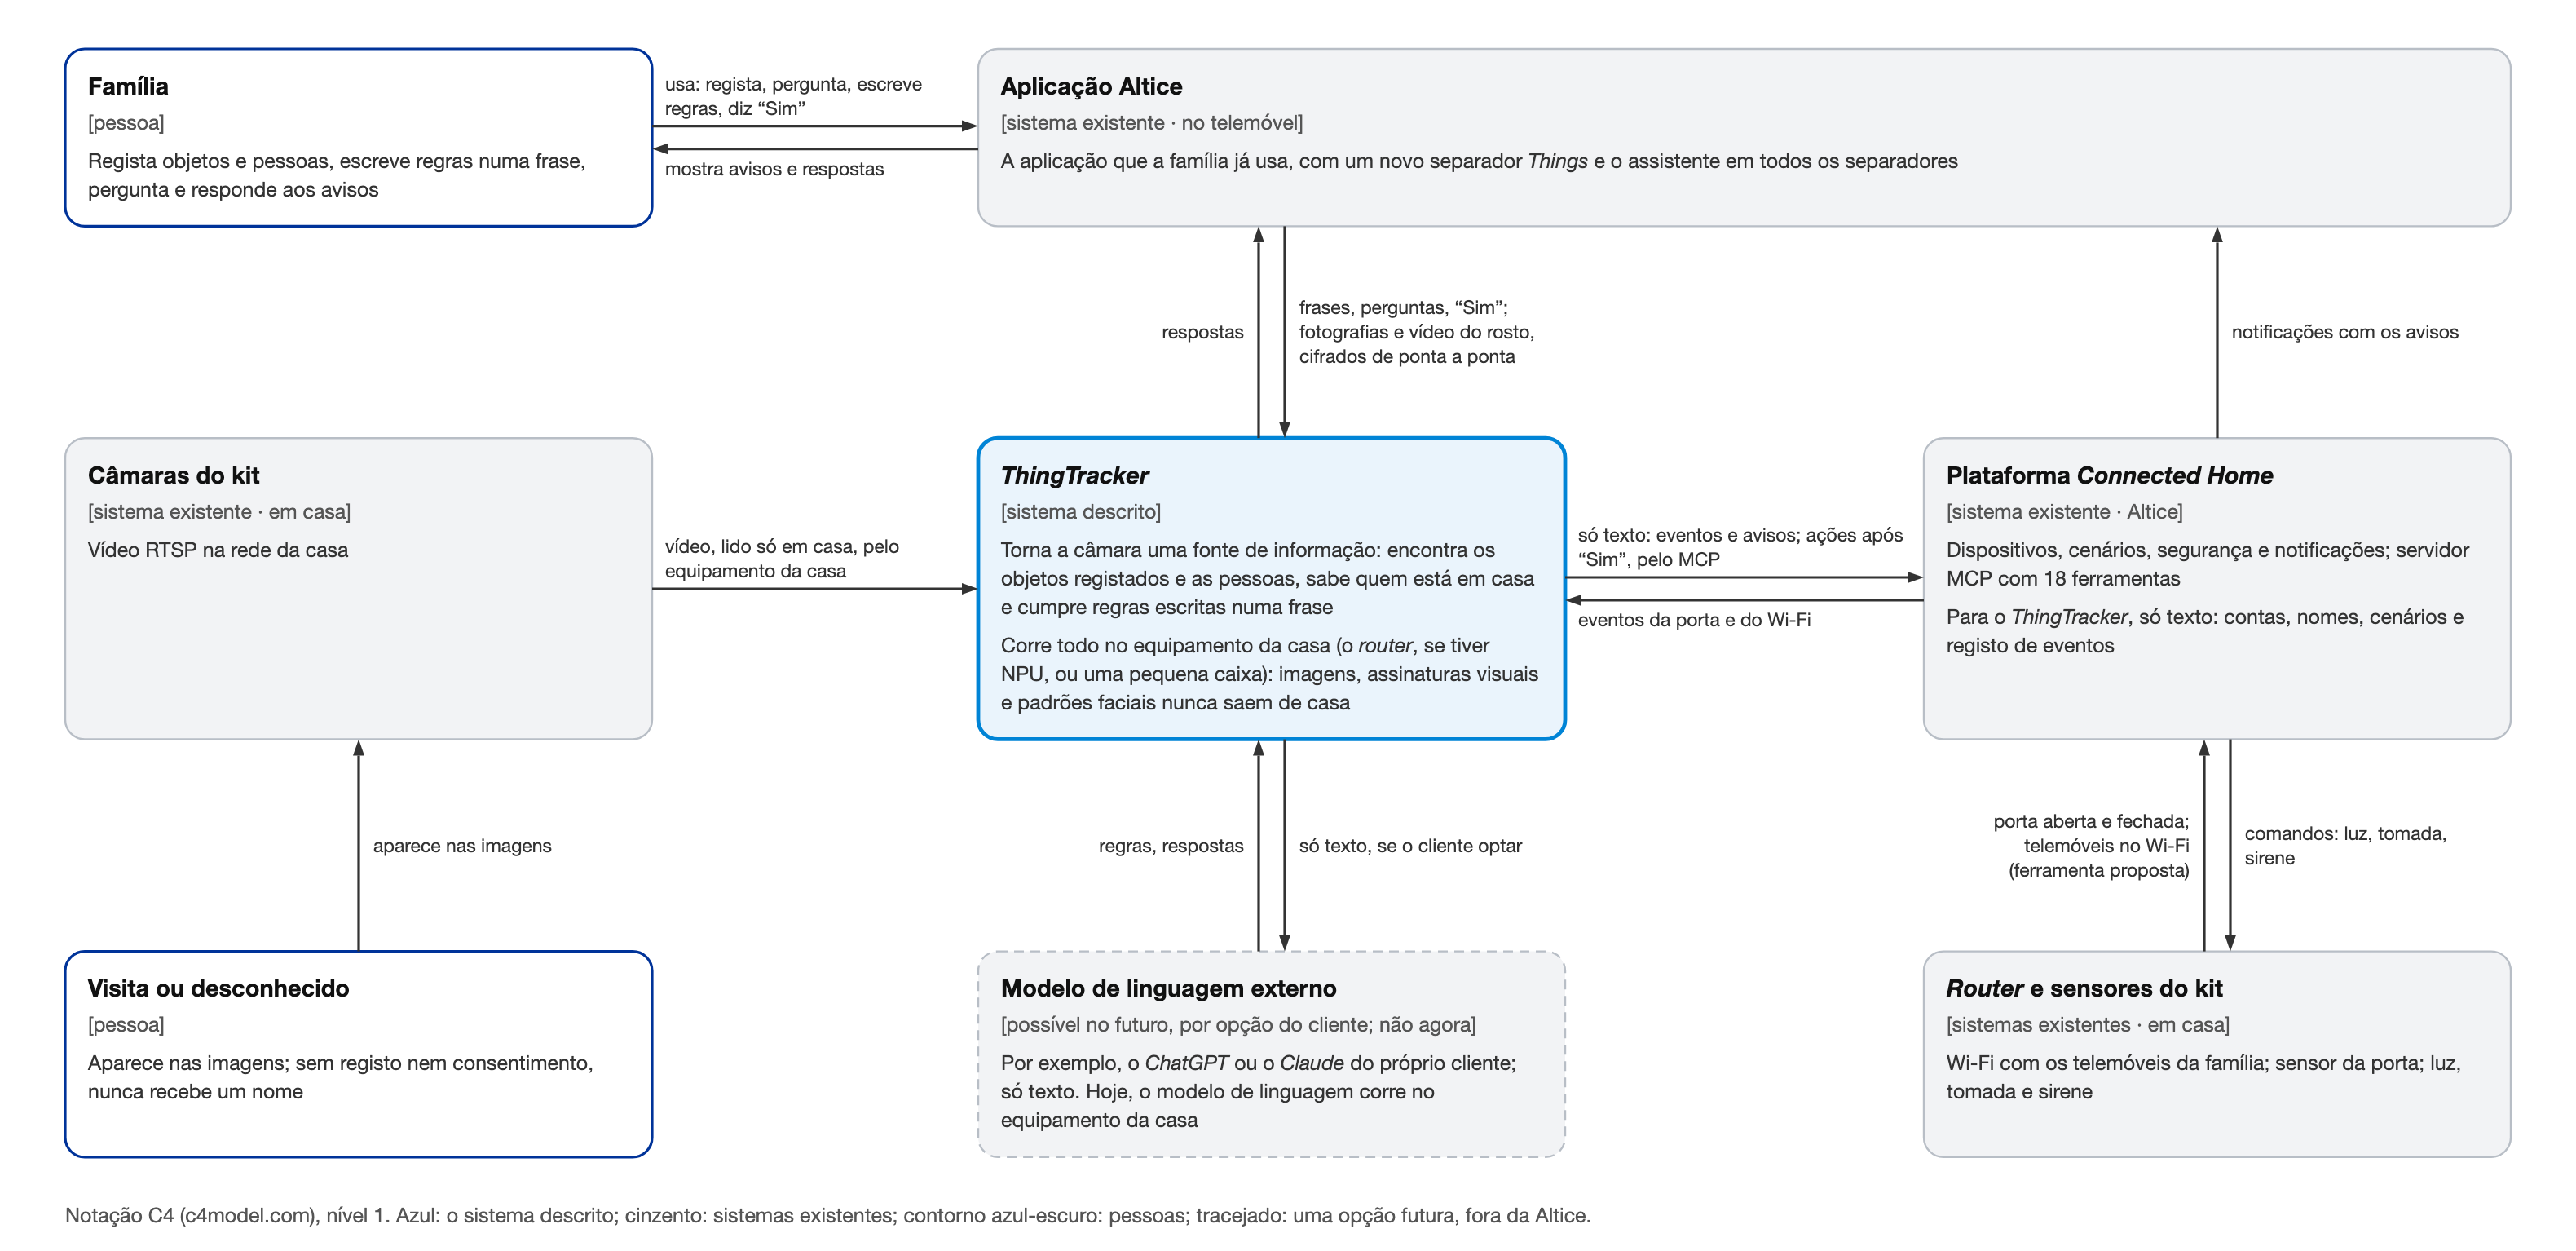 Família
[pessoa]
Regista objetos e pessoas, escreve regras numa frase,
pergunta e responde aos avisos
usa: regista, pergunta, escreve
regras, diz “Sim”
mostra avisos e respostas
Aplicação Altice
[sistema existente · no telemóvel]
A aplicação que a família já usa, com um novo separador Things e o assistente em todos os separadores
respostas
frases, perguntas, “Sim”;
fotografias e vídeo do rosto,
cifrados de ponta a ponta
notificações com os avisos
Câmaras do kit
[sistema existente · em casa]
Vídeo RTSP na rede da casa
vídeo, lido só em casa, pelo
equipamento da casa
ThingTracker
[sistema descrito]
Torna a câmara uma fonte de informação: encontra os
objetos registados e as pessoas, sabe quem está em casa
e cumpre regras escritas numa frase
Corre todo no equipamento da casa (o router, se tiver
NPU, ou uma pequena caixa): imagens, assinaturas visuais
e padrões faciais nunca saem de casa
só texto: eventos e avisos; ações após
“Sim”, pelo MCP
eventos da porta e do Wi-Fi
Plataforma Connected Home
[sistema existente · Altice]
Dispositivos, cenários, segurança e notificações; servidor
MCP com 18 ferramentas
Para o ThingTracker, só texto: contas, nomes, cenários e
registo de eventos
aparece nas imagens
regras, respostas
só texto, se o cliente optar
porta aberta e fechada;
telemóveis no Wi-Fi
(ferramenta proposta)
comandos: luz, tomada,
sirene
Visita ou desconhecido
[pessoa]
Aparece nas imagens; sem registo nem consentimento,
nunca recebe um nome
Modelo de linguagem externo
[possível no futuro, por opção do cliente; não agora]
Por exemplo, o ChatGPT ou o Claude do próprio cliente;
só texto. Hoje, o modelo de linguagem corre no
equipamento da casa
Router e sensores do kit
[sistemas existentes · em casa]
Wi-Fi com os telemóveis da família; sensor da porta; luz,
tomada e sirene
Notação C4 (c4model.com), nível 1. Azul: o sistema descrito; cinzento: sistemas existentes; contorno azul-escuro: pessoas; tracejado: uma opção futura, fora da Altice.